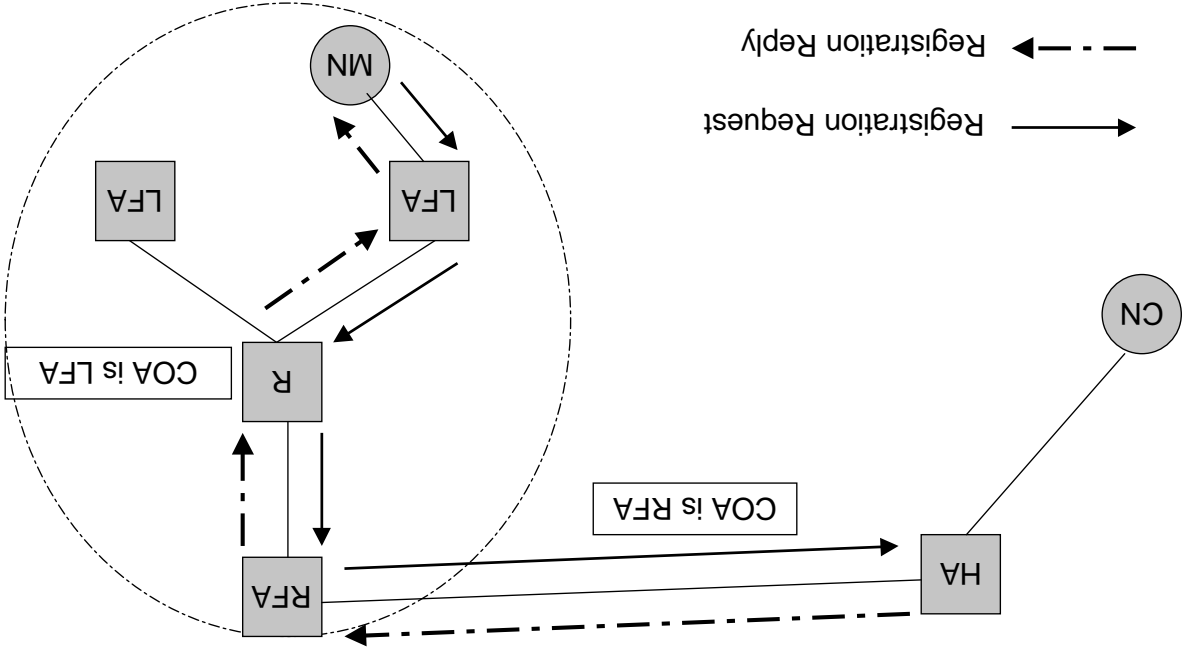 HA
RFA
COA is RFA
R
COA is LFA
CN
LFA
LFA
Registration Request
MN
Registration Reply